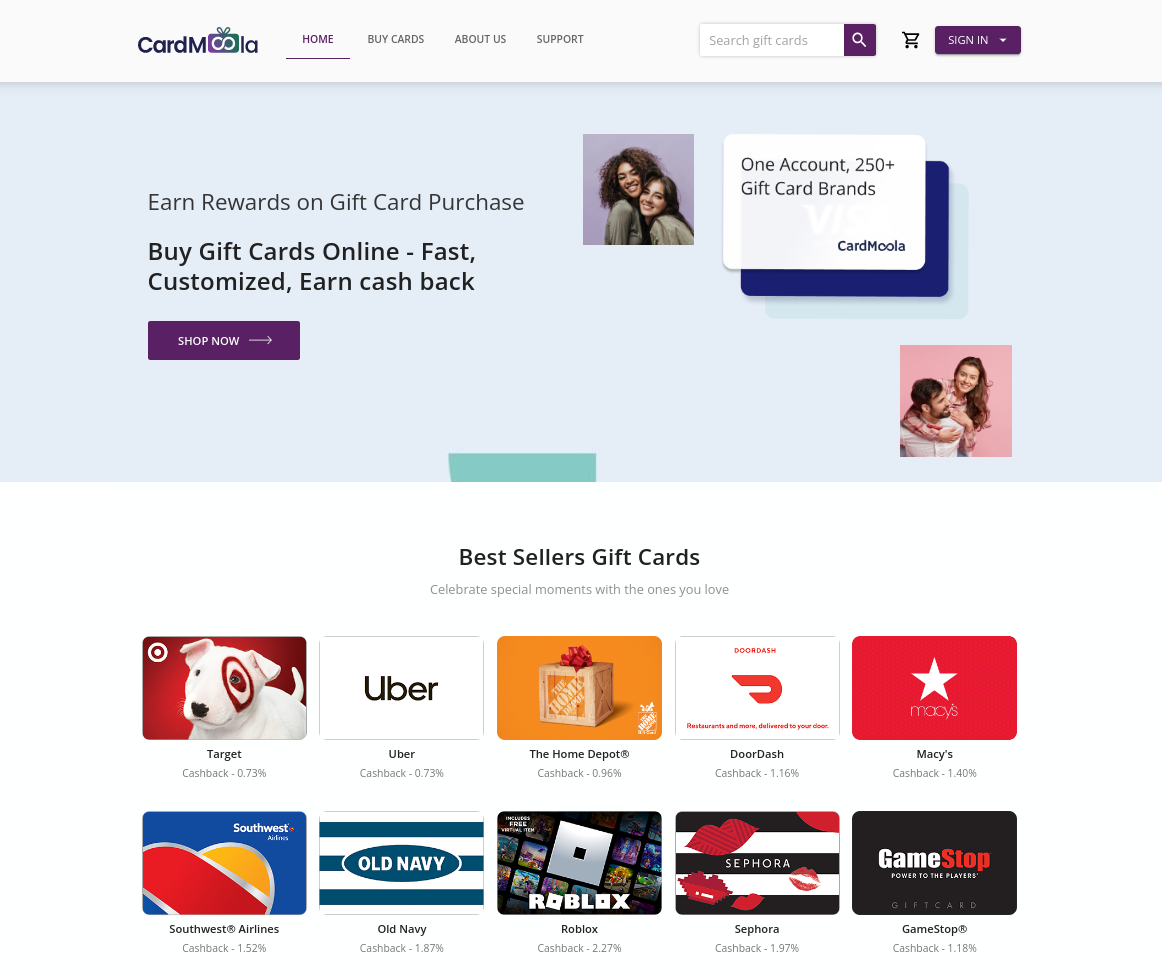 CardMoola
HOME
BUY CARDS
ABOUT US
SUPPORT
Search gift cards
SIGN IN
Earn Rewards on Gift Card Purchase
Buy Gift Cards Online - Fast,
Customized, Earn cash back
SHOP NOW
One Account, 250+
Gift Card Brands
VISA
CardMoola
Best Sellers Gift Cards
Celebrate special moments with the ones you love
Uber
THE HOME DEPOT
DOORDASH
Restaurants and more, delivered to your door.
macy's
Target
Uber
The Home Depot®
DoorDash
Macy's
Cashback - 0.73%
Cashback - 0.73%
Cashback - 0.96%
Cashback - 1.16%
Cashback - 1.40%
Southwest®
Airlines
OLD NAVY
INCLUDES
FREE
VIRTUAL ITEM
ROBLOX
SEPHORA
GameStop
POWER TO THE PLAYERS®
GIFTCARD
Southwest® Airlines
Old Navy
Roblox
Sephora
GameStop®
Cashback - 1.52%
Cashback - 1.87%
Cashback - 2.27%
Cashback - 1.97%
Cashback - 1.18%